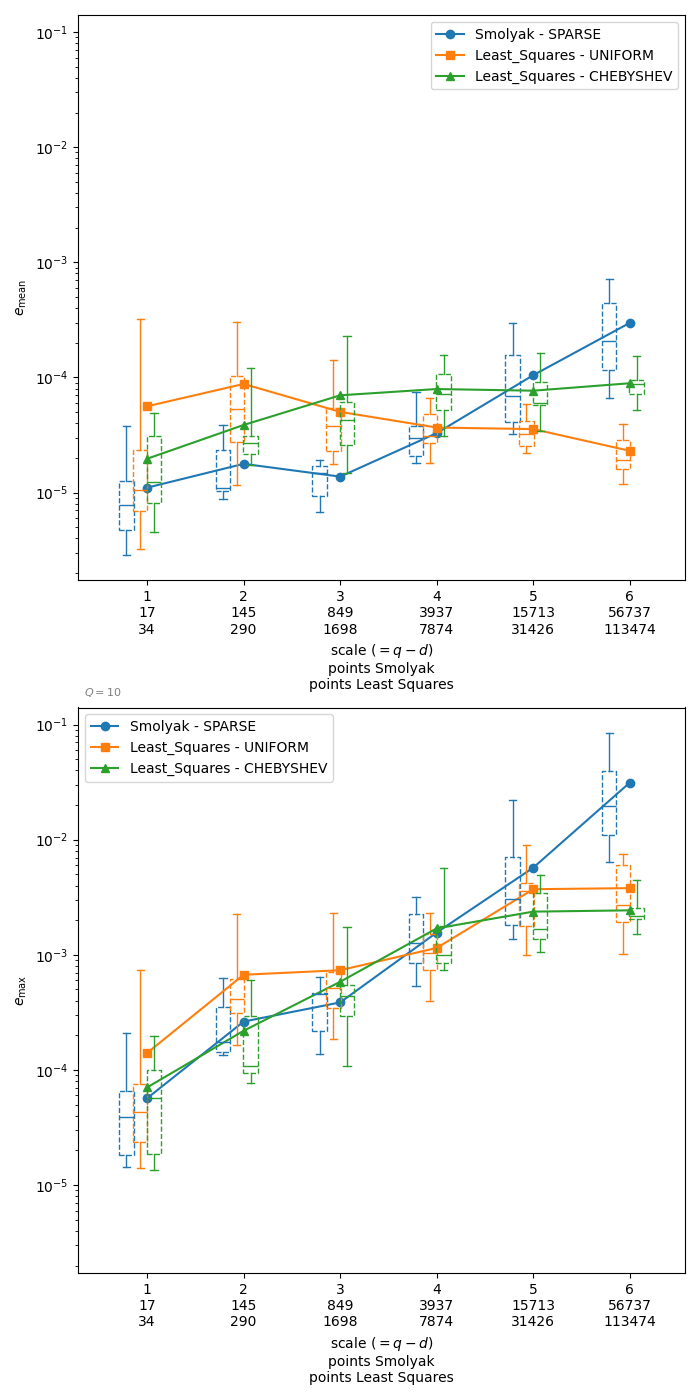 10⁻¹
10⁻²
10⁻³
10⁻⁴
10⁻⁵
e_mean
Smolyak - SPARSE
Least_Squares - UNIFORM
Least_Squares - CHEBYSHEV
1 2 3 4 5 6
17 145 849 3937 15713 56737
34 290 1698 7874 31426 113474
scale (= q − d)
points Smolyak
points Least Squares
Q = 10
10⁻¹
10⁻²
10⁻³
10⁻⁴
10⁻⁵
e_max
Smolyak - SPARSE
Least_Squares - UNIFORM
Least_Squares - CHEBYSHEV
1 2 3 4 5 6
17 145 849 3937 15713 56737
34 290 1698 7874 31426 113474
scale (= q − d)
points Smolyak
points Least Squares